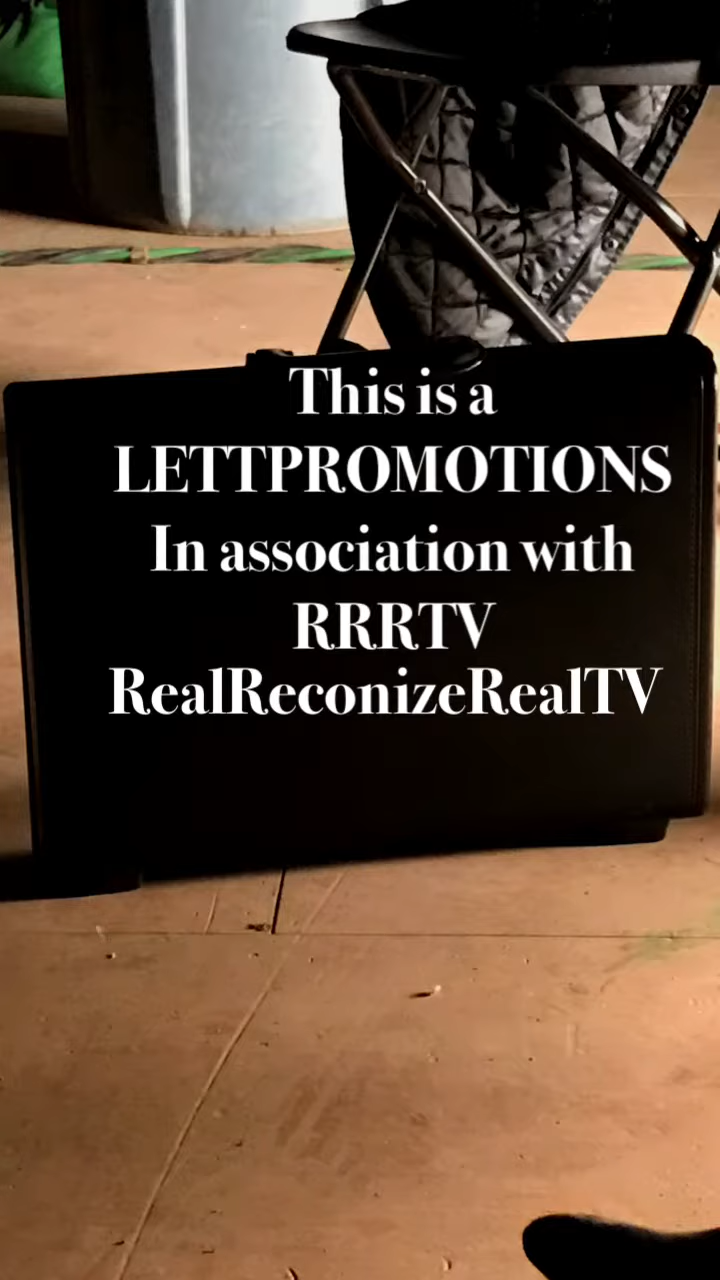 This is a
LETTPROMOTIONS
In association with
RRRTV
RealReconizeRealTV